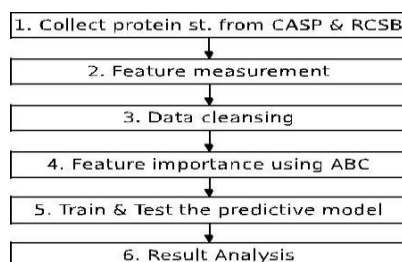 1. Collect protein st. from CASP & RCSB
2. Feature measurement
3. Data cleansing
4. Feature importance using ABC
5. Train & Test the predictive model
6. Result Analysis